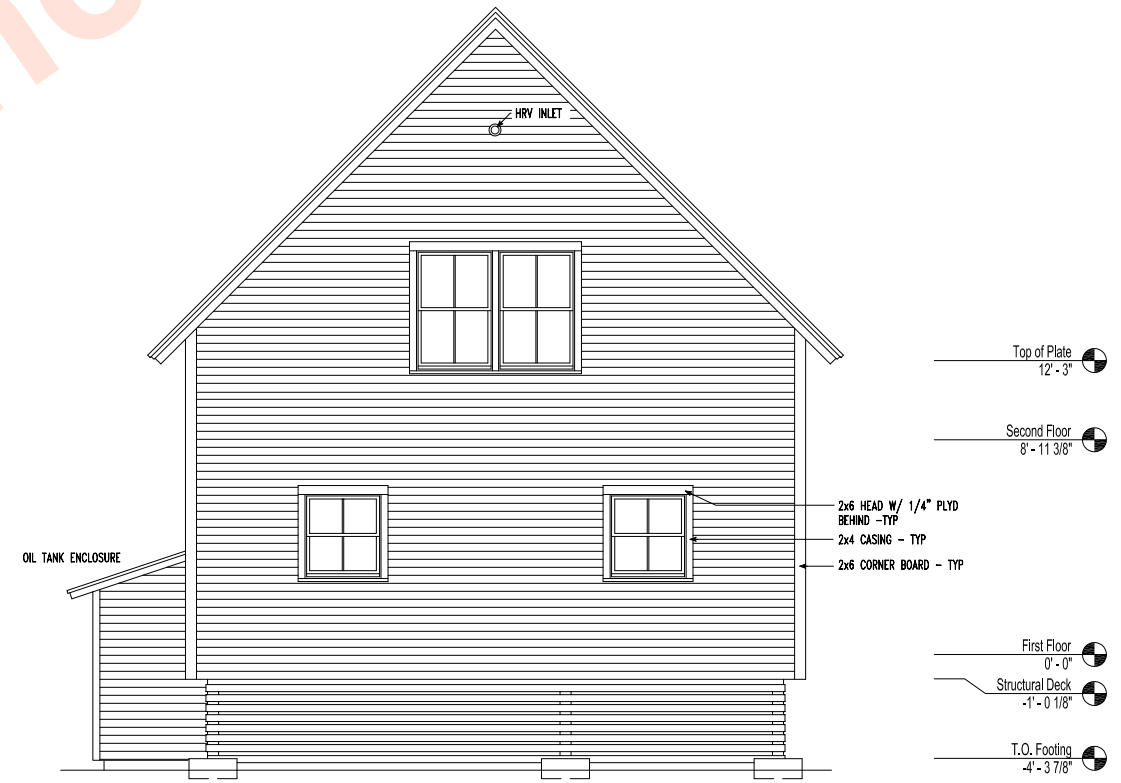 HRV INLET
Top of Plate
12' - 3"
Second Floor
8' - 11 3/8"
2x6 HEAD W/ 1/4" PLYD
BEHIND -TYP
2x4 CASING - TYP
OIL TANK ENCLOSURE
2x6 CORNER BOARD - TYP
First Floor
0' - 0"
Structural Deck
-1' - 0 1/8"
T.O. Footing
-4' - 3 7/8"